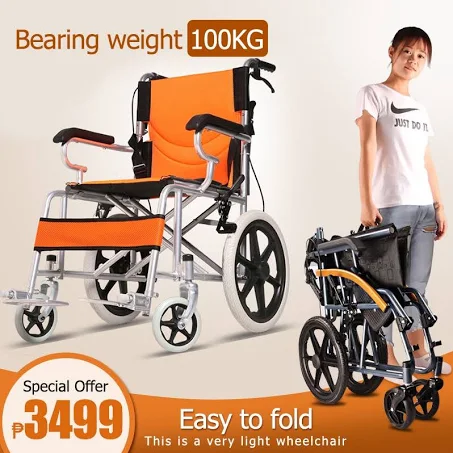 Bearing weight 100KG
JUST DO IT.
Special Offer
₱3499
Easy to fold
This is a very light wheelchair